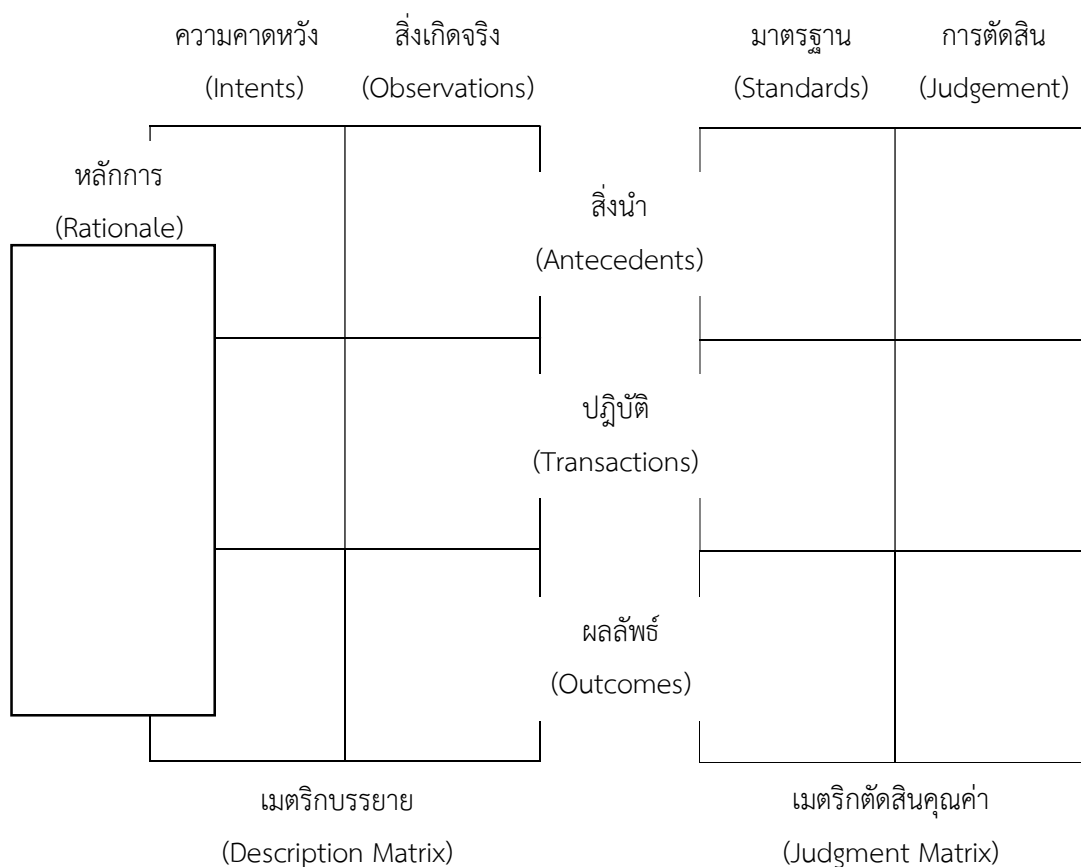 ความคาดหวัง
(Intents)
สิ่งเกิดจริง
(Observations)
มาตรฐาน
(Standards)
การตัดสิน
(Judgement)
หลักการ
(Rationale)
สิ่งนำ
(Antecedents)
ปฎิบัติ
(Transactions)
ผลลัพธ์
(Outcomes)
เมตริกบรรยาย
(Description Matrix)
เมตริกตัดสินคุณค่า
(Judgment Matrix)